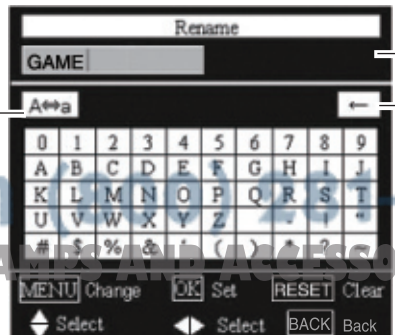 Rename
GAME
A⇔a ←
0 1 2 3 4 5 6 7 8 9
A B C D E F G H I J
K L M N O P Q R S T
U V W X Y Z - ! "
# $ % & ' ( ) * ?
MENU Change OK Set RESET Clear
Select Select BACK Back